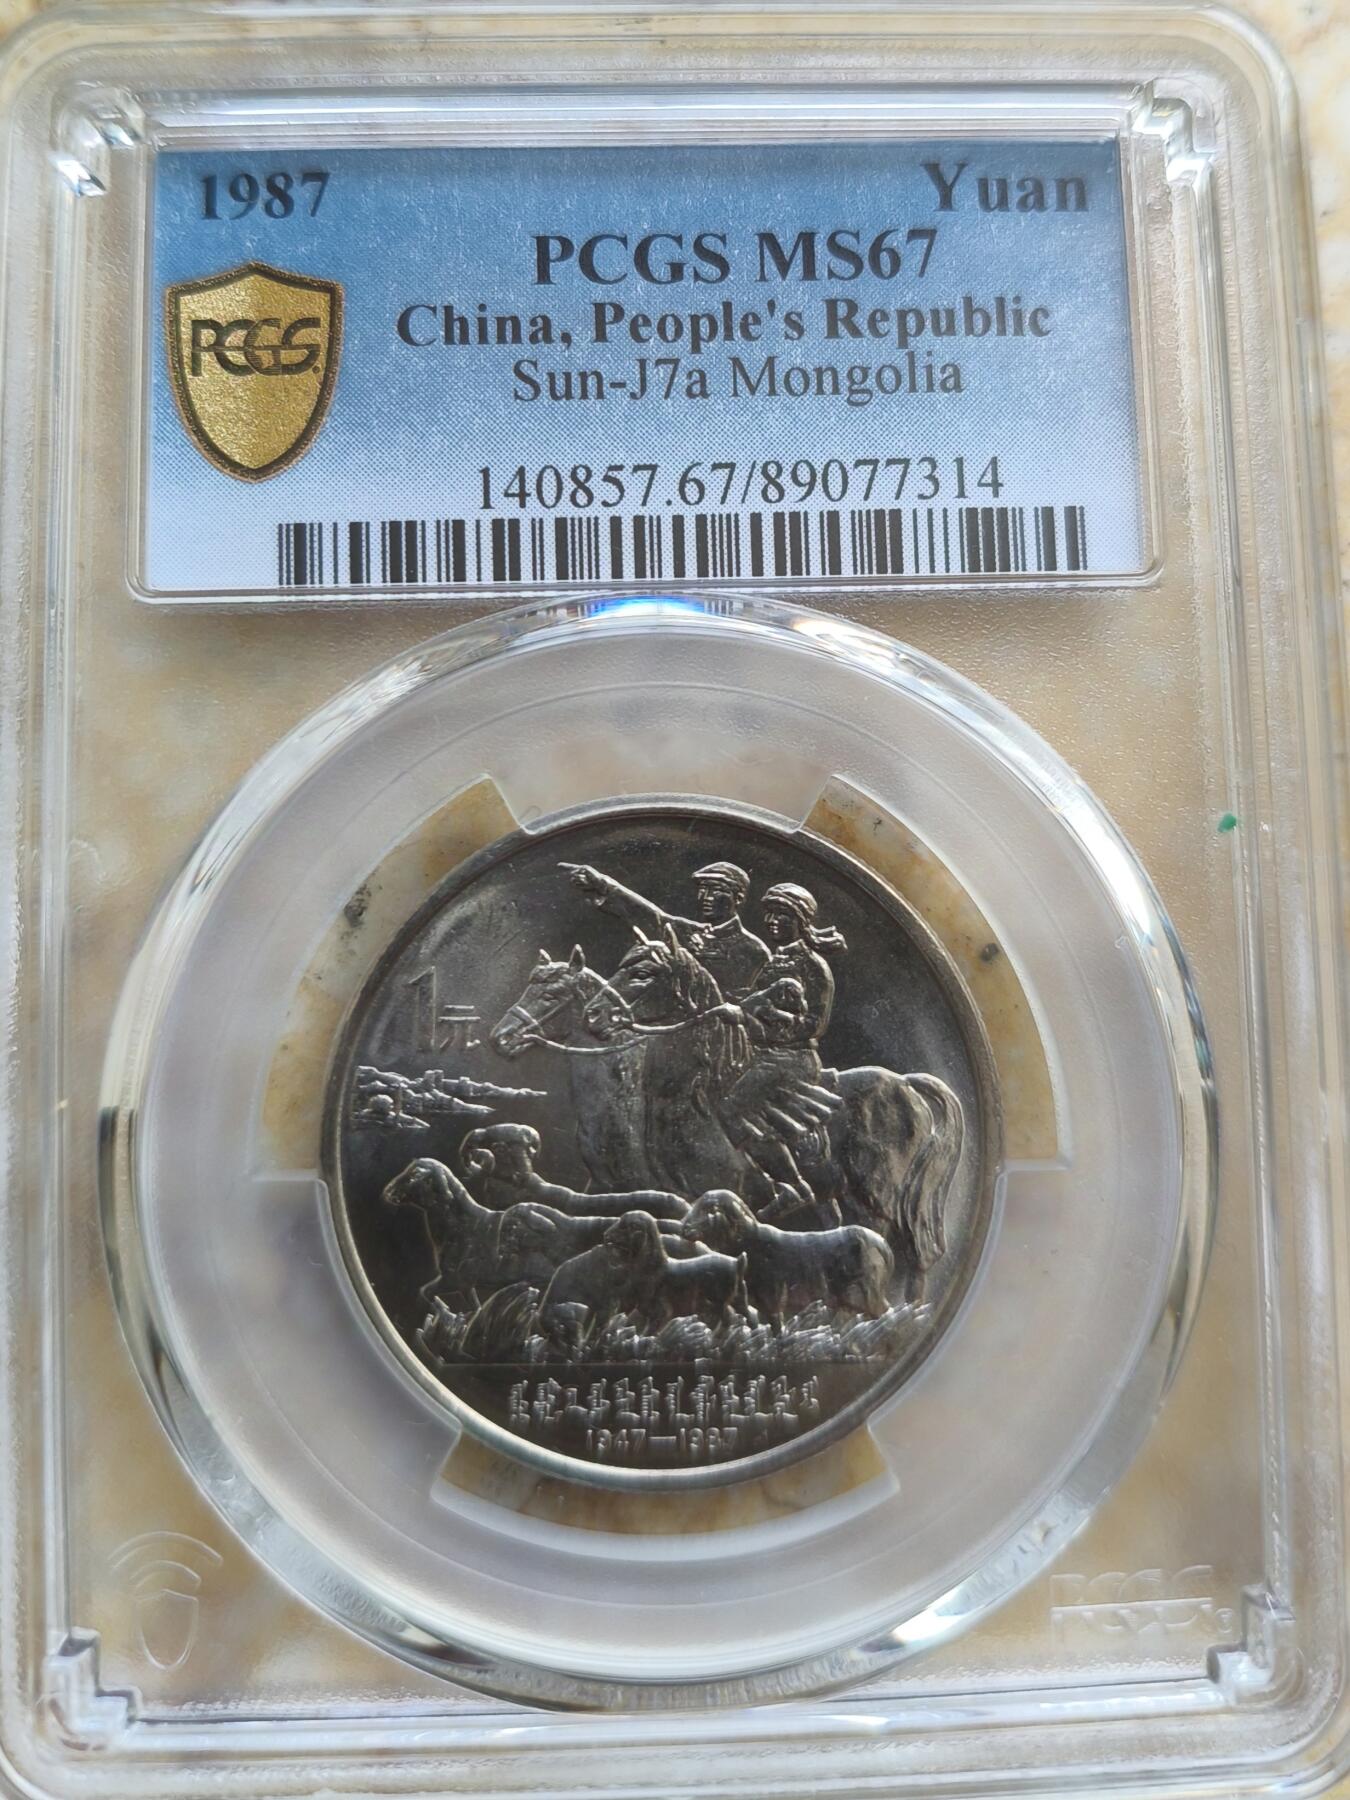 1987
Yuan
PCGS MS67
China, People's Republic
Sun-J7a Mongolia
PCGS
140857.67/89077314
1元
1947—1987
PCGS